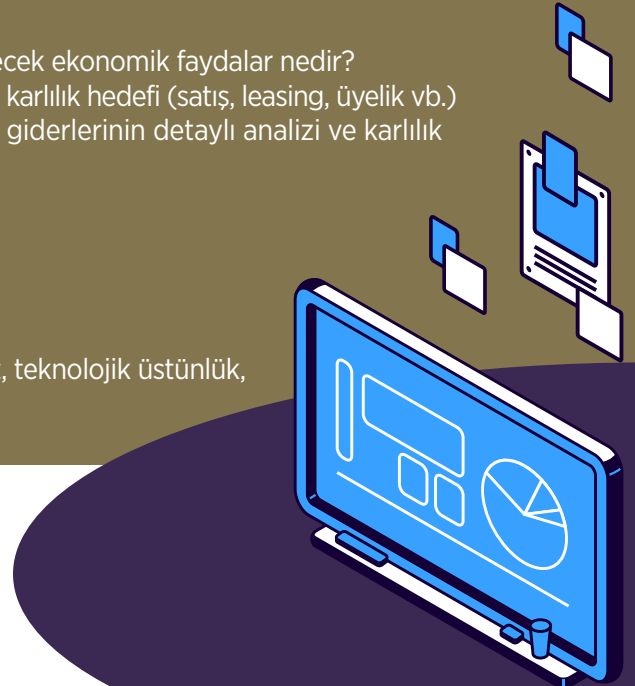 ecek ekonomik faydalar nedir?
karlılık hedefi (satış, leasing, üyelik vb.)
giderlerinin detaylı analizi ve karlılık
, teknolojik üstünlük,